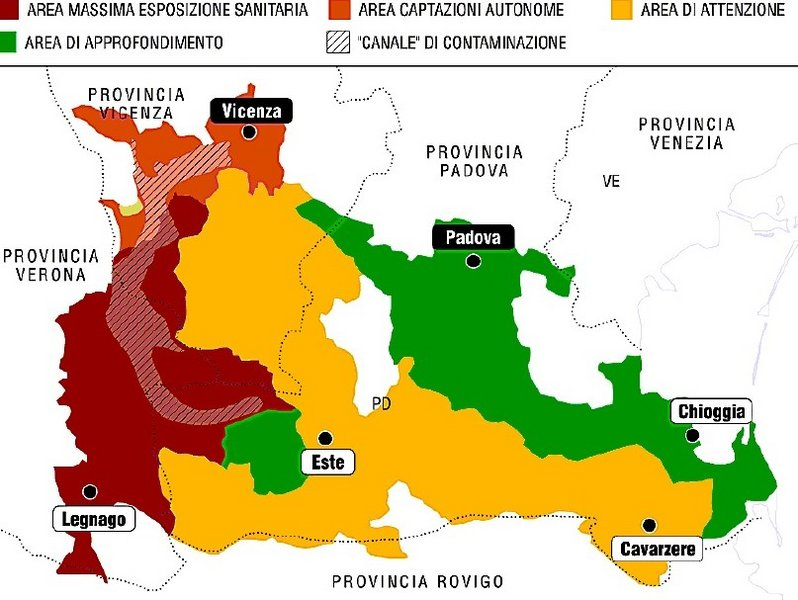 AREA MASSIMA ESPOSIZIONE SANITARIA
AREA CAPTAZIONI AUTONOME
AREA DI ATTENZIONE
AREA DI APPROFONDIMENTO
"CANALE" DI CONTAMINAZIONE
PROVINCIA
VICENZA
Vicenza
PROVINCIA
PADOVA
PROVINCIA
VENEZIA
VE
PROVINCIA
VERONA
Padova
PD
Chioggia
Este
Legnago
Cavarzere
PROVINCIA ROVIGO